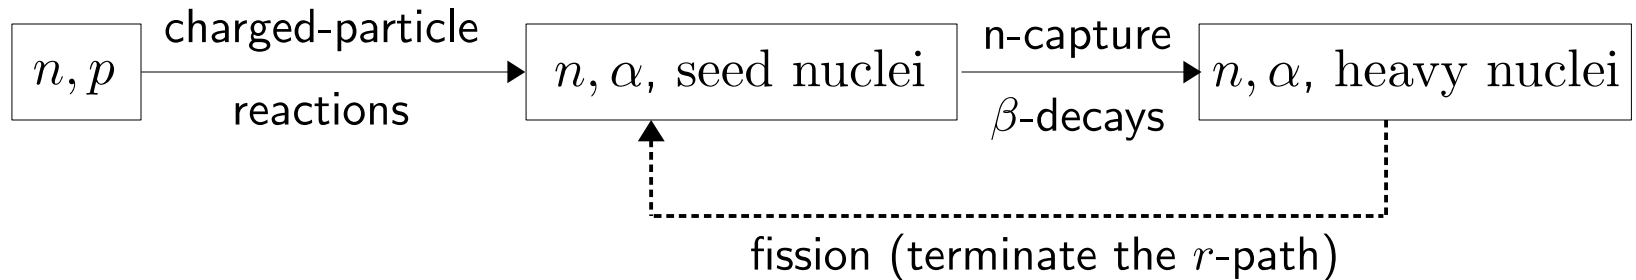 n, p
charged-particle
reactions
n, α, seed nuclei
n-capture
β-decays
n, α, heavy nuclei
fission (terminate the r-path)